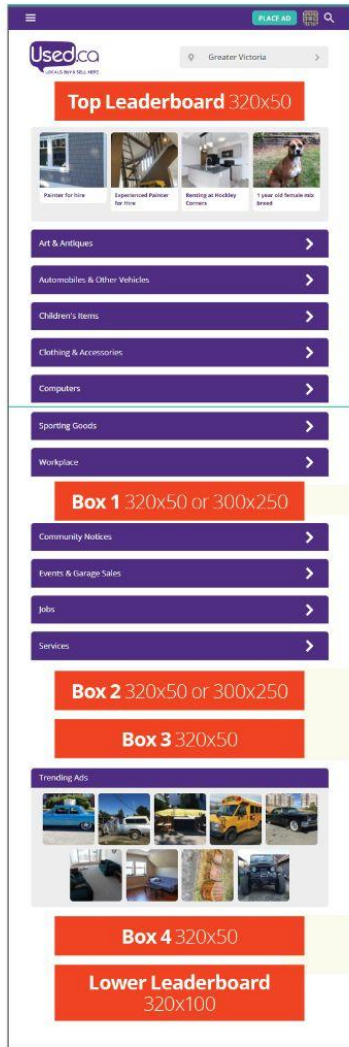 PLACE AD
Used.ca
LOCALS BUY & SELL HERE
Greater Victoria
Top Leaderboard 320x50
Painter for hire
Experienced Painter
for Hire
Renting at Hockley
Corners
1 year old female mix
breed
Art & Antiques
Automobiles & Other Vehicles
Children's Items
Clothing & Accessories
Computers
Sporting Goods
Workplace
Box 1 320x50 or 300x250
Community Notices
Events & Garage Sales
Jobs
Services
Box 2 320x50 or 300x250
Box 3 320x50
Trending Ads
Box 4 320x50
Lower Leaderboard
320x100